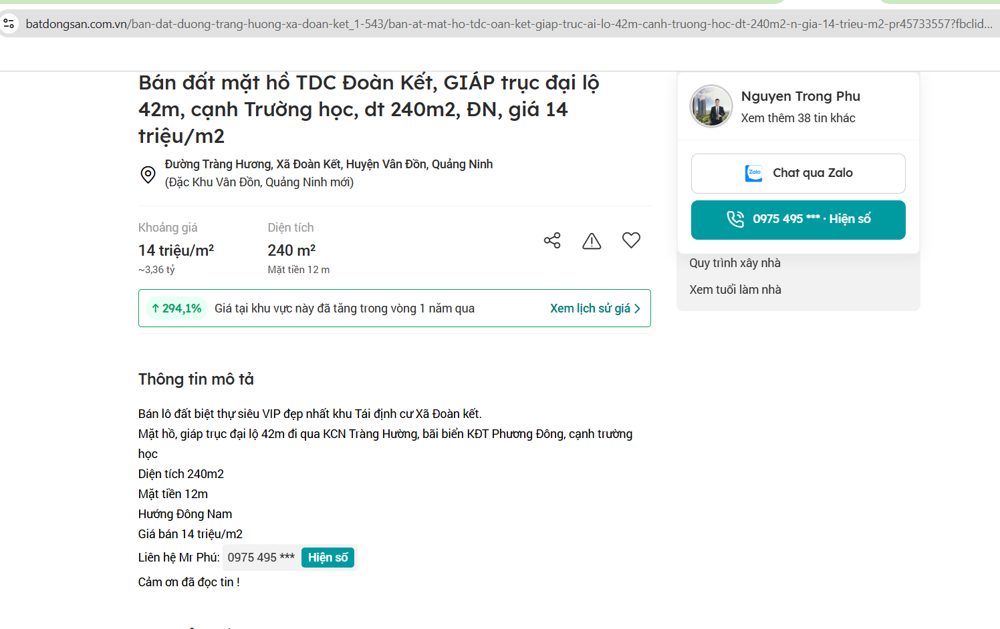 batdongsan.com.vn/ban-dat-duong-trang-huong-xa-doan-ket_1-543/ban-at-mat-ho-tdc-oan-ket-giap-truc-ai-lo-42m-canh-truong-hoc-dt-240m2-n-gia-14-trieu-m2-pr45733557?fbclid...
Bán đất mặt hồ TDC Đoàn Kết, GIÁP trục đại lộ
42m, cạnh Trường học, dt 240m2, ĐN, giá 14
triệu/m2
Đường Tràng Hương, Xã Đoàn Kết, Huyện Vân Đồn, Quảng Ninh
(Đặc Khu Vân Đồn, Quảng Ninh mới)
Khoảng giá
Diện tích
14 triệu/m²
240 m²
~3,36 tỷ
Mặt tiền 12 m
294,1%
Giá tại khu vực này đã tăng trong vòng 1 năm qua
Xem lịch sử giá
Thông tin mô tả
Bán lô đất biệt thự siêu VIP đẹp nhất khu Tái định cư Xã Đoàn kết.
Mặt hồ, giáp trục đại lộ 42m đi qua KCN Tràng Hường, bãi biển KĐT Phương Đông, cạnh trường
học
Diện tích 240m2
Mặt tiền 12m
Hướng Đông Nam
Giá bán 14 triệu/m2
Liên hệ Mr Phú: 0975 495 *** Hiện số
Cảm ơn đã đọc tin !
Nguyen Trong Phu
Xem thêm 38 tin khác
Zalo Chat qua Zalo
0975 495 *** · Hiện số
Quy trình xây nhà
Xem tuổi làm nhà